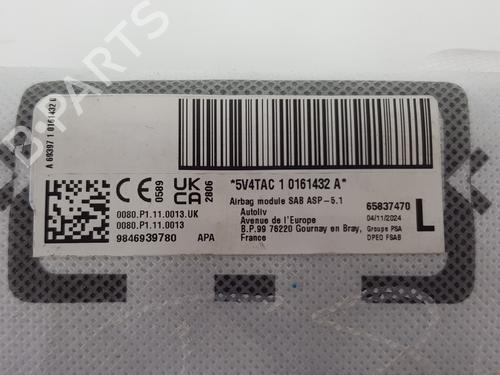 A 69397 1 0161432 U
0589
UK
CA
2806
*5V4TAC 1 0161432 A*
Airbag module SAB ASP-5.1
Autoliv
Avenue de l'Europe
B.P.99 76220 Gournay en Bray,
France
65837470
04/11/2024
L
Groupe PSA
DPEO FSAB
0080.P1.11.0013.UK
0080.P1.11.0013
9846939780 APA
B-PARTS